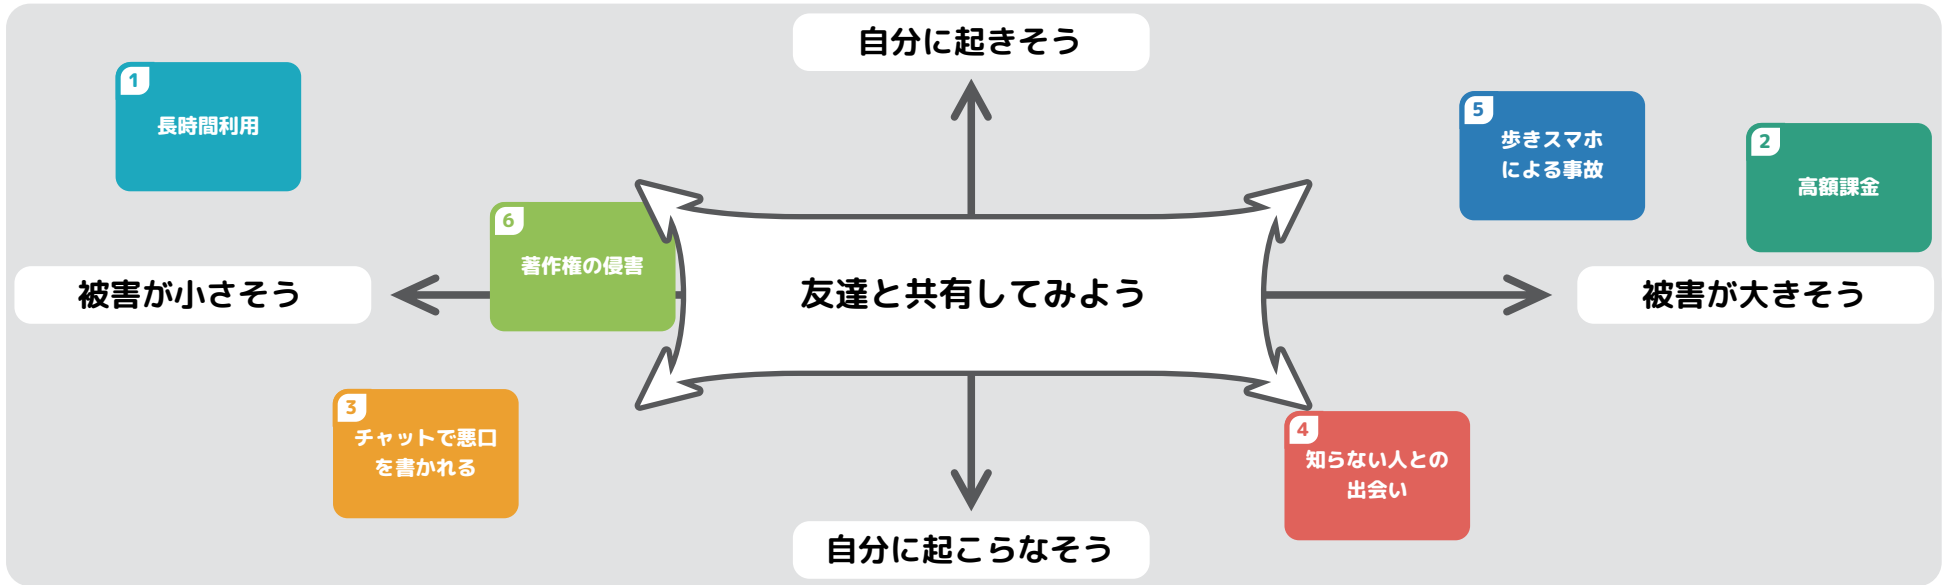 自分に起きそう
1
長時間利用
5
歩きスマホ
による事故
2
高額課金
6
著作権の侵害
被害が小さそう
友達と共有してみよう
被害が大きそう
3
チャットで悪口
を書かれる
4
知らない人との
出会い
自分に起こらなそう